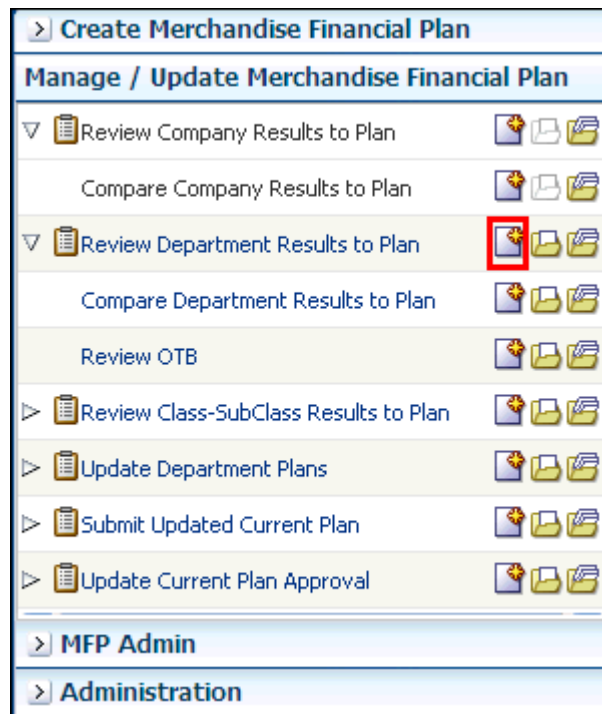 Create Merchandise Financial Plan
Manage / Update Merchandise Financial Plan
Review Company Results to Plan
Compare Company Results to Plan
Review Department Results to Plan
Compare Department Results to Plan
Review OTB
Review Class-SubClass Results to Plan
Update Department Plans
Submit Updated Current Plan
Update Current Plan Approval
MFP Admin
Administration